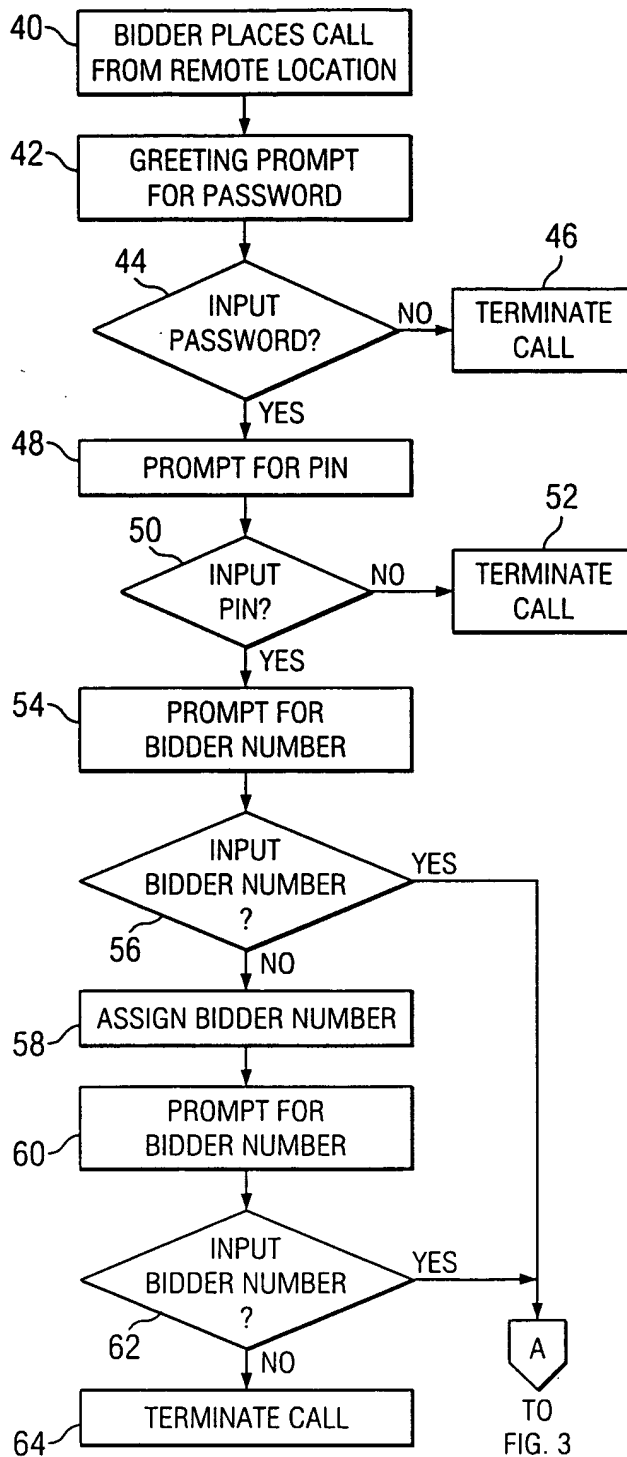 40
BIDDER PLACES CALL
FROM REMOTE LOCATION
42
GREETING PROMPT
FOR PASSWORD
44
INPUT
PASSWORD?
NO
46
TERMINATE
CALL
YES
48
PROMPT FOR PIN
50
INPUT
PIN?
NO
52
TERMINATE
CALL
YES
54
PROMPT FOR
BIDDER NUMBER
INPUT
BIDDER NUMBER
?
YES
56
NO
ASSIGN BIDDER NUMBER
58
PROMPT FOR
BIDDER NUMBER
60
INPUT
BIDDER NUMBER
?
YES
62
NO
A
TERMINATE CALL
64
TO
FIG. 3